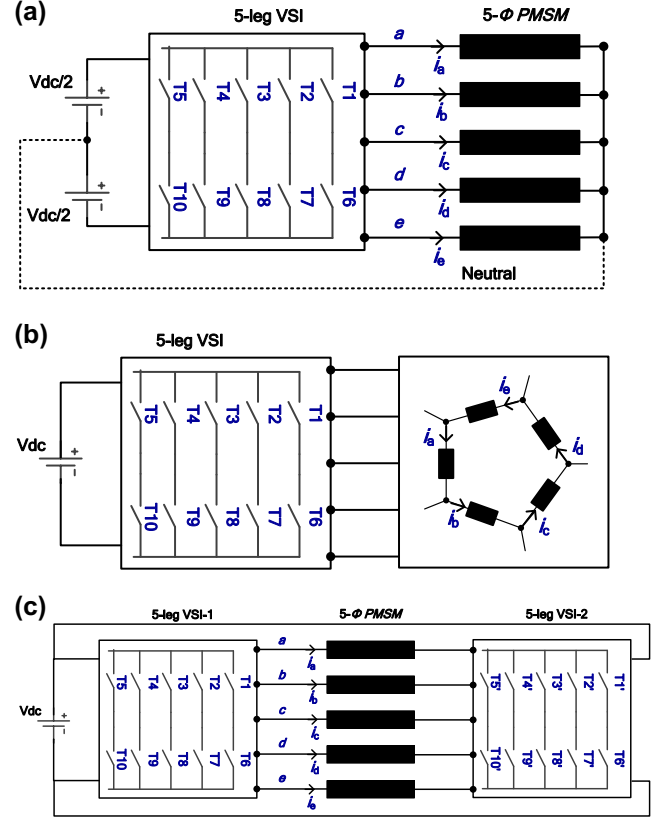 (a)
5-leg VSI
5-Φ PMSM
Vdc/2
Vdc/2
+
−
+
−
T5 T4 T3 T2 T1
T10 T9 T8 T7 T6
a
ia
b
ib
c
ic
d
id
e
ie
Neutral
(b)
5-leg VSI
Vdc
+
−
T5 T4 T3 T2 T1
T10 T9 T8 T7 T6
ie
ia
id
ib
ic
(c)
5-leg VSI-1
5-Φ PMSM
5-leg VSI-2
Vdc
+
−
T5 T4 T3 T2 T1
T10 T9 T8 T7 T6
a
ia
b
ib
c
ic
d
id
e
ie
T5' T4' T3' T2' T1'
T10' T9' T8' T7' T6'